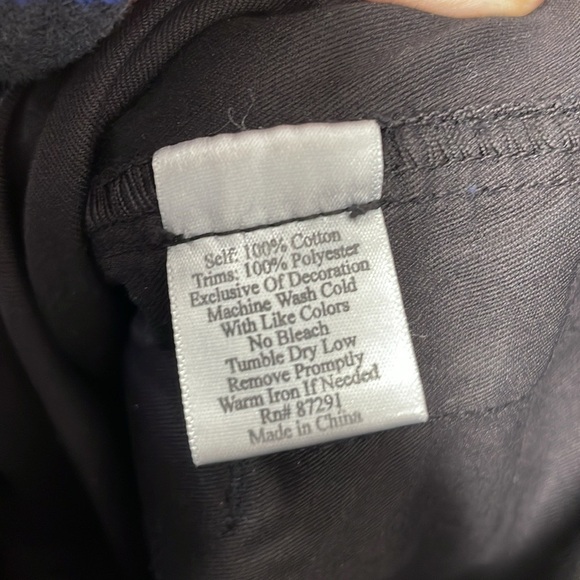 Self: 100% Cotton
Trims: 100% Polyester
Exclusive Of Decoration
Machine Wash Cold
With Like Colors
No Bleach
Tumble Dry Low
Remove Promptly
Warm Iron If Needed
Rn# 87291
Made in China